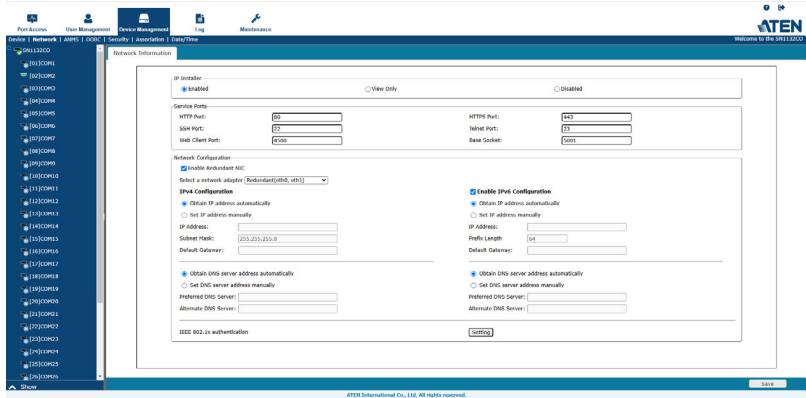 ATEN
Port Access User Management Device Management Log Maintenance
Device | Network | ANMS | OOBC | Security | Association | Date/Time Welcome to the SN1132CO
SN1132CO
[01]COM1
[02]COM2
[03]COM3
[04]COM4
[05]COM5
[06]COM6
[07]COM7
[08]COM8
[09]COM9
[10]COM10
[11]COM11
[12]COM12
[13]COM13
[14]COM14
[15]COM15
[16]COM16
[17]COM17
[18]COM18
[19]COM19
[20]COM20
[21]COM21
[22]COM22
[23]COM23
[24]COM24
[25]COM25
[26]COM26
Show
Network Information
IP Installer
Enabled View Only Disabled
Service Ports
HTTP Port: 80 HTTPS Port: 443
SSH Port: 22 Telnet Port: 23
Web Client Port: 4500 Base Socket: 5001
Network Configuration
Enable Redundant NIC
Select a network adapter Redundant(eth0, eth1)
IPv4 Configuration Enable IPv6 Configuration
Obtain IP address automatically Obtain IP address automatically
Set IP address manually Set IP address manually
IP Address: IP Address:
Subnet Mask: 255.255.255.0 Prefix Length 64
Default Gateway: Default Gateway:
Obtain DNS server address automatically Obtain DNS server address automatically
Set DNS server address manually Set DNS server address manually
Preferred DNS Server: Preferred DNS Server:
Alternate DNS Server: Alternate DNS Server:
IEEE 802.1x authentication Setting
Save
ATEN International Co., Ltd. All rights reserved.